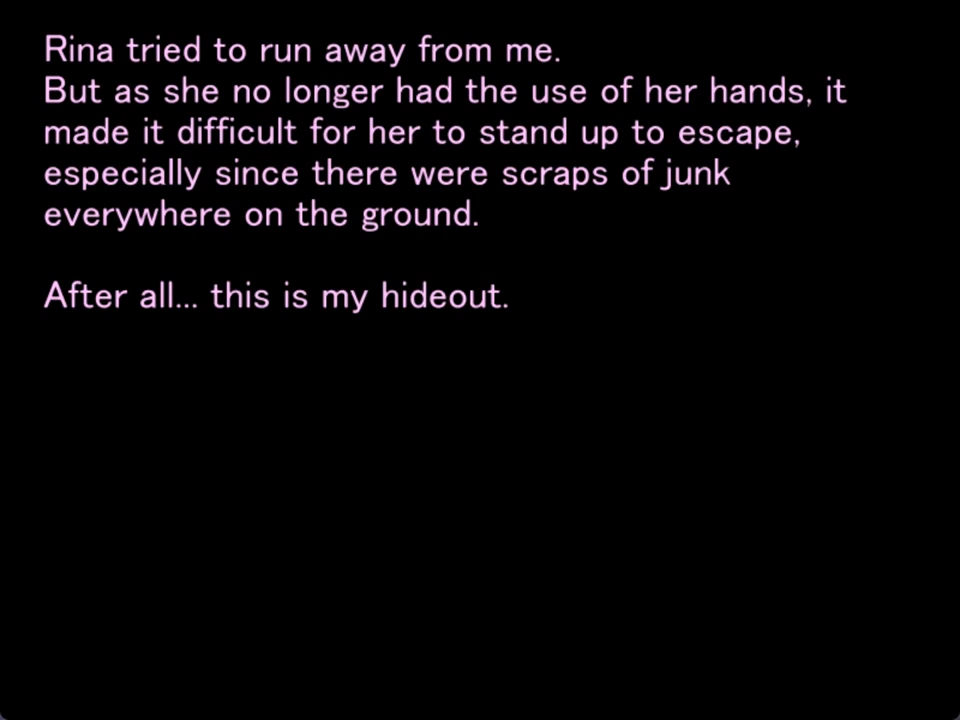 Rina tried to run away from me.
But as she no longer had the use of her hands, it
made it difficult for her to stand up to escape,
especially since there were scraps of junk
everywhere on the ground.
After all... this is my hideout.